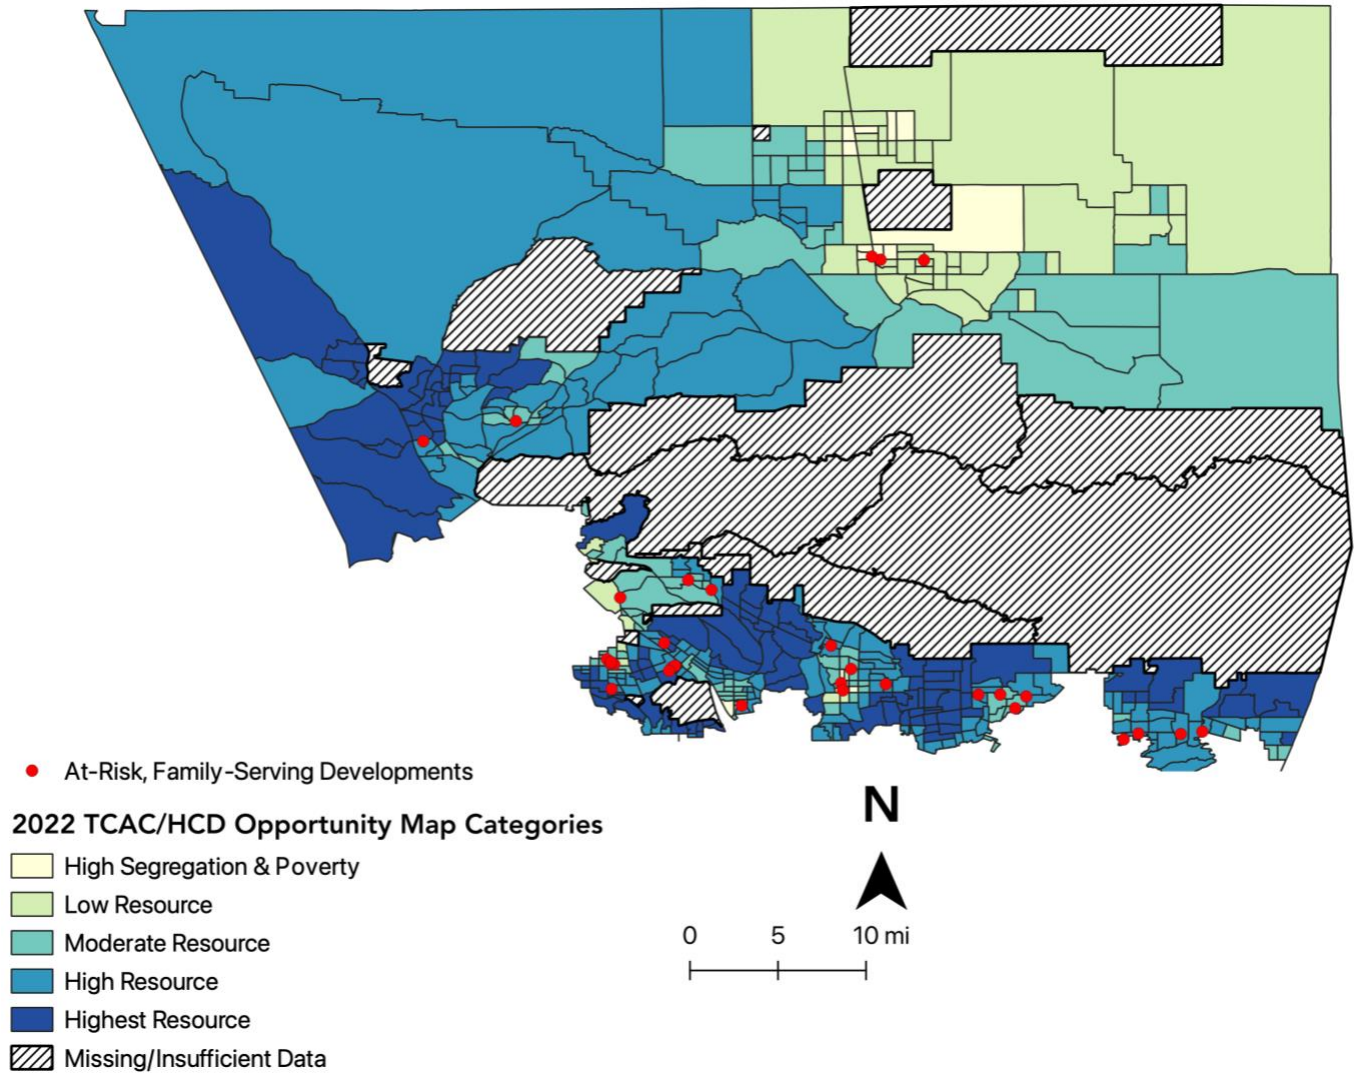 At-Risk, Family-Serving Developments
2022 TCAC/HCD Opportunity Map Categories
High Segregation & Poverty
Low Resource
Moderate Resource
High Resource
Highest Resource
Missing/Insufficient Data
N
0 5 10 mi